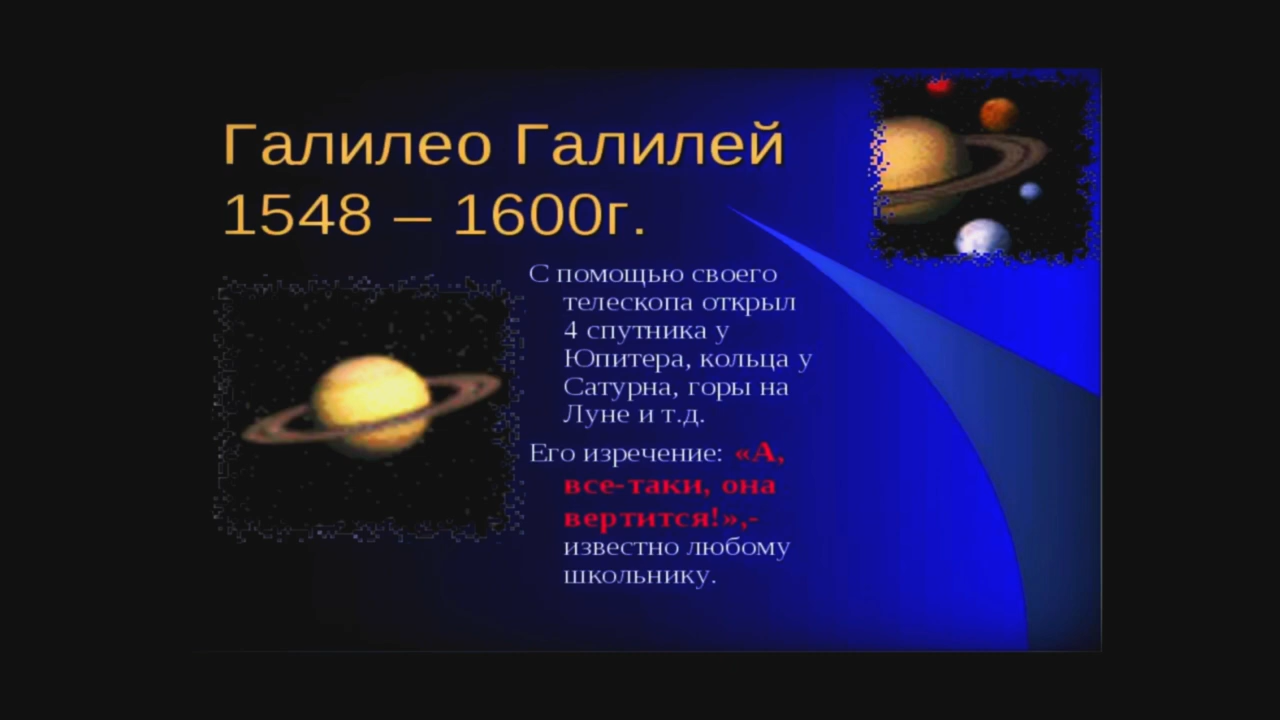 Галилео Галилей
1548 – 1600г.
С помощью своего
телескопа открыл
4 спутника у
Юпитера, кольца у
Сатурна, горы на
Луне и т.д.
Его изречение: «А,
все-таки, она
вертится!»,-
известно любому
школьнику.